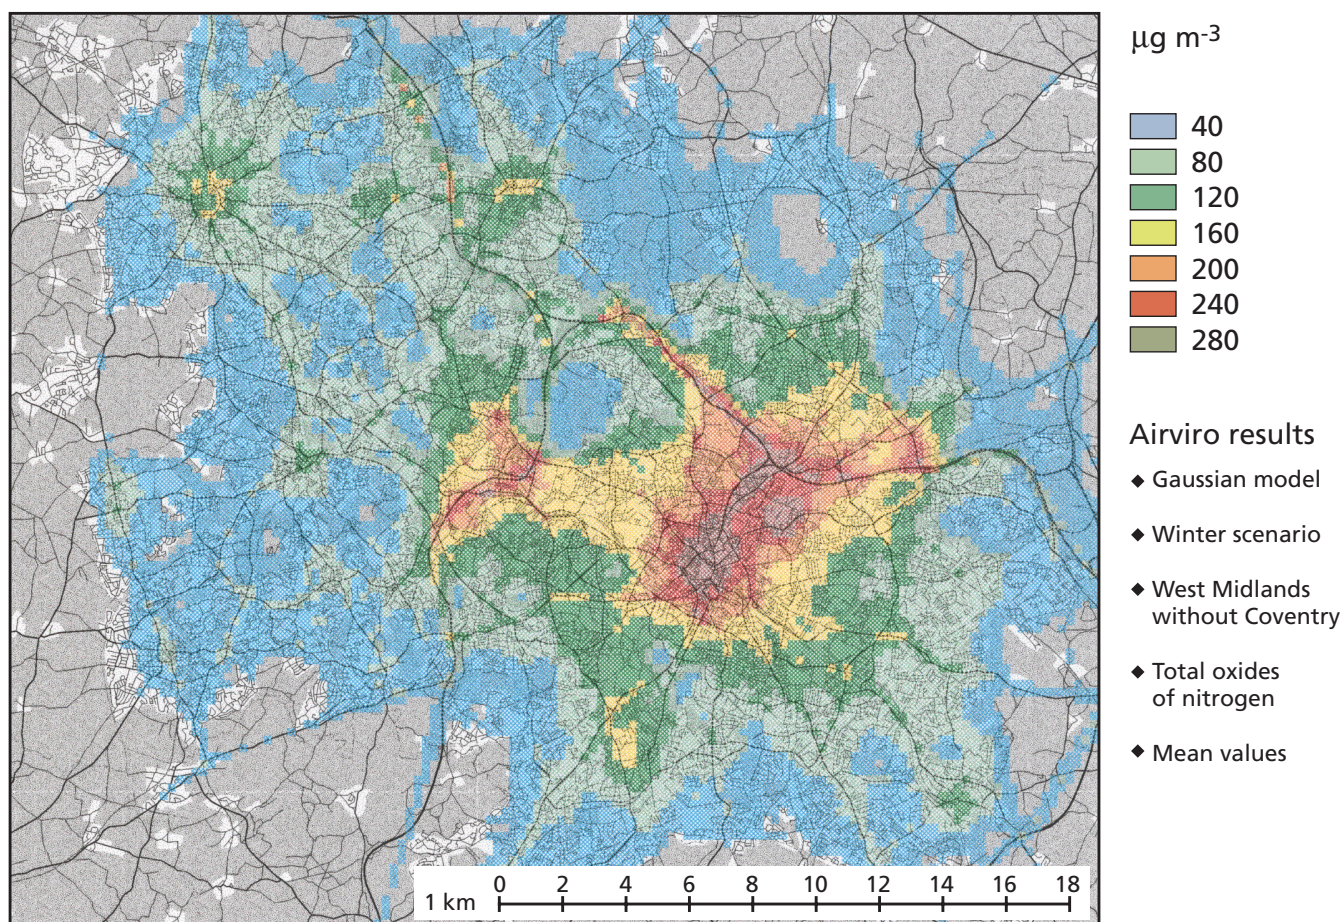 μg m-3
40
80
120
160
200
240
280
Airviro results
◆ Gaussian model
◆ Winter scenario
◆ West Midlands
without Coventry
◆ Total oxides
of nitrogen
◆ Mean values
1 km 0 2 4 6 8 10 12 14 16 18